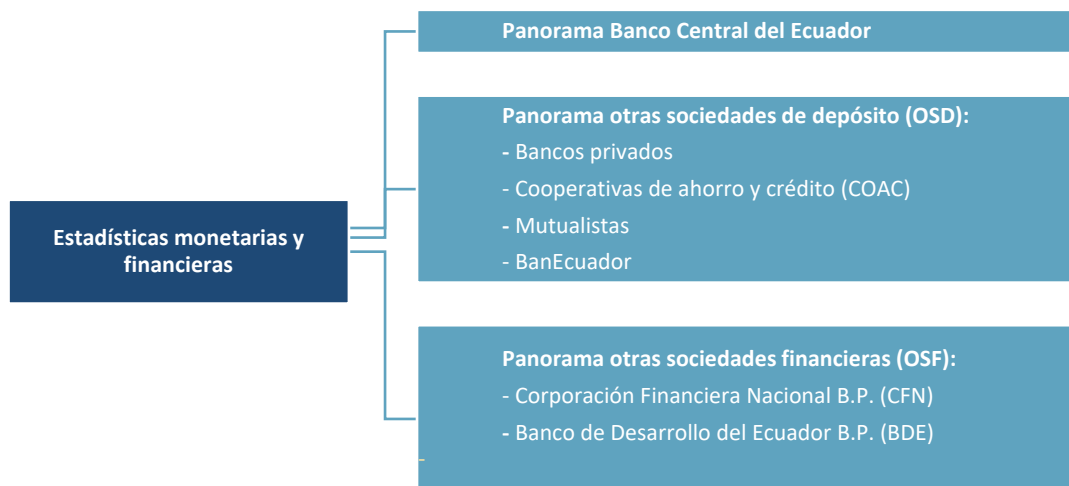 Panorama Banco Central del Ecuador
Panorama otras sociedades de depósito (OSD):
- Bancos privados
- Cooperativas de ahorro y crédito (COAC)
- Mutualistas
- BanEcuador
Estadísticas monetarias y
financieras
Panorama otras sociedades financieras (OSF):
- Corporación Financiera Nacional B.P. (CFN)
- Banco de Desarrollo del Ecuador B.P. (BDE)
-